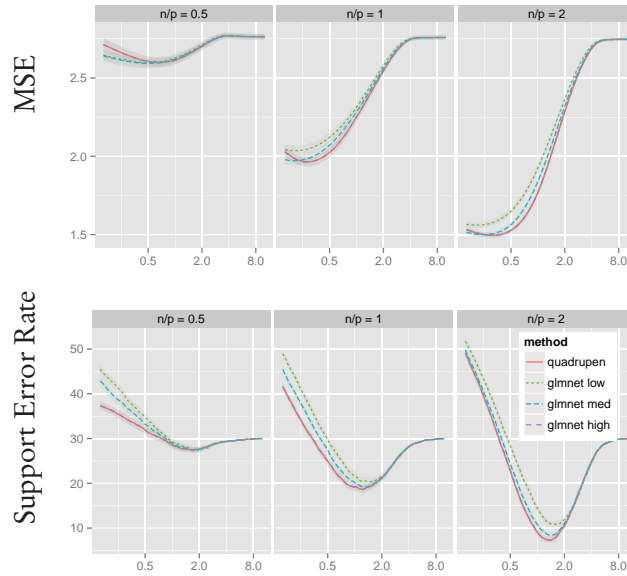 n/p = 0.5 n/p = 1 n/p = 2
MSE
2.5
2.0
1.5
0.5 2.0 8.0 0.5 2.0 8.0 0.5 2.0 8.0
n/p = 0.5 n/p = 1 n/p = 2
Support Error Rate
50
40
30
20
10
method
quadrupen
glmnet low
glmnet med
glmnet high
0.5 2.0 8.0 0.5 2.0 8.0 0.5 2.0 8.0